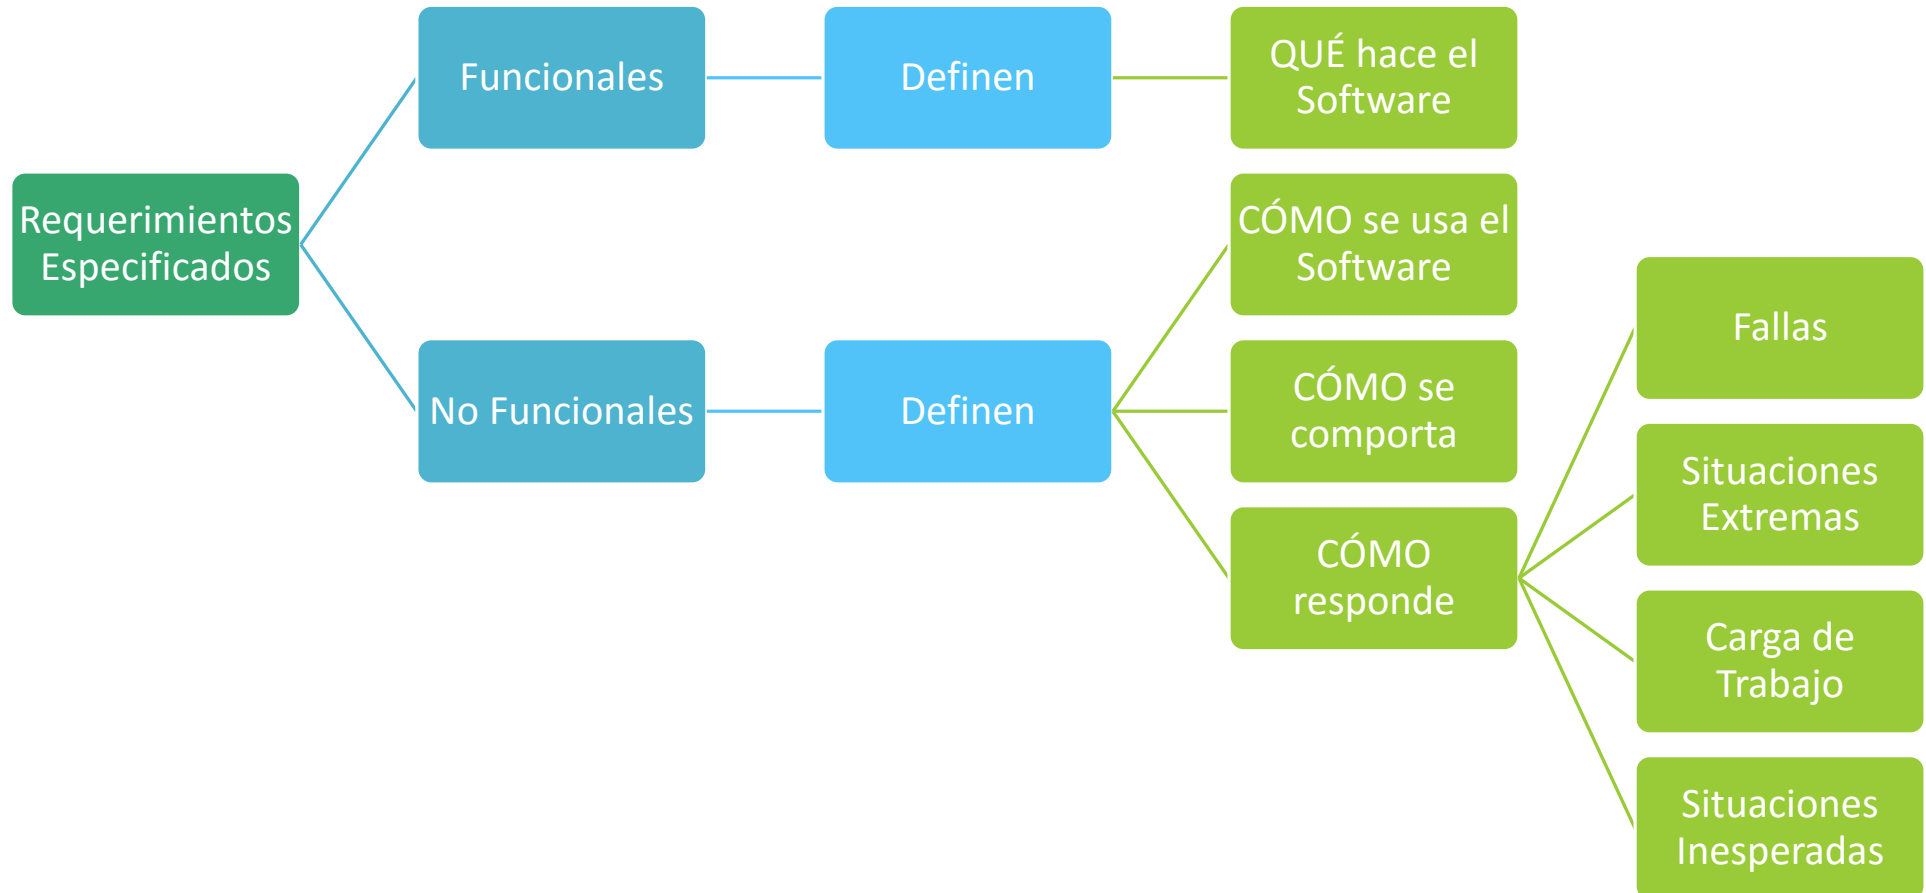 Requerimientos
Especificados
Funcionales
Definen
QUÉ hace el
Software
No Funcionales
Definen
CÓMO se usa el
Software
CÓMO se
comporta
CÓMO
responde
Fallas
Situaciones
Extremas
Carga de
Trabajo
Situaciones
Inesperadas